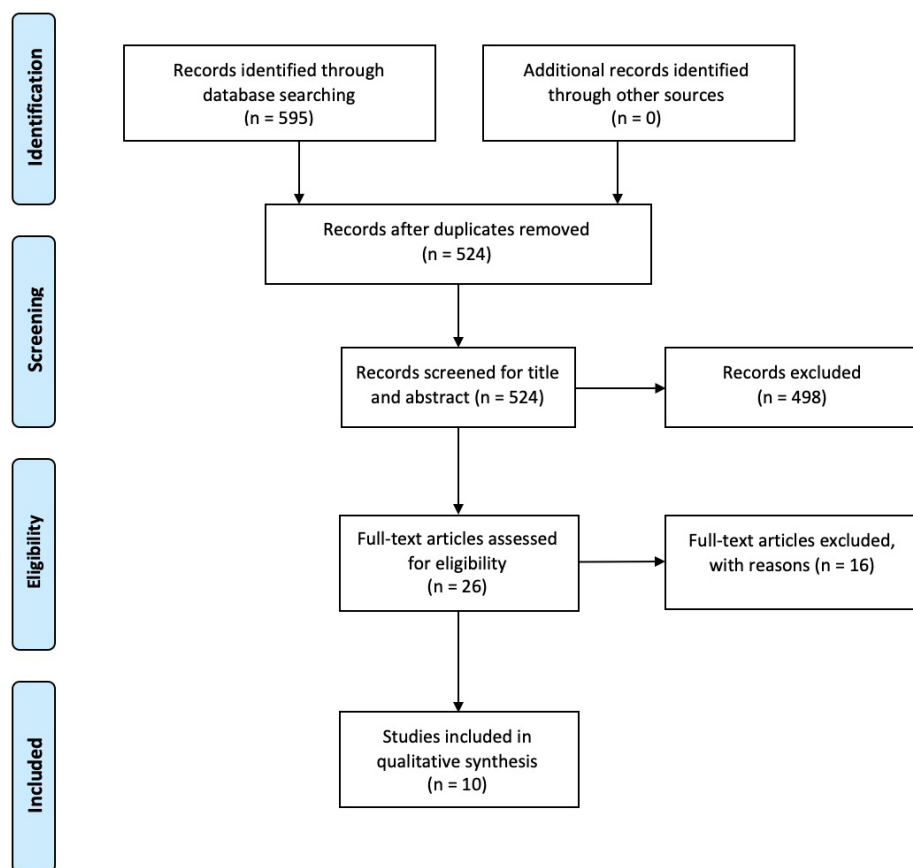 Identification
Records identified through
database searching
(n = 595)
Additional records identified
through other sources
(n = 0)
Records after duplicates removed
(n = 524)
Screening
Records screened for title
and abstract (n = 524)
Records excluded
(n = 498)
Eligibility
Full-text articles assessed
for eligibility
(n = 26)
Full-text articles excluded,
with reasons (n = 16)
Included
Studies included in
qualitative synthesis
(n = 10)